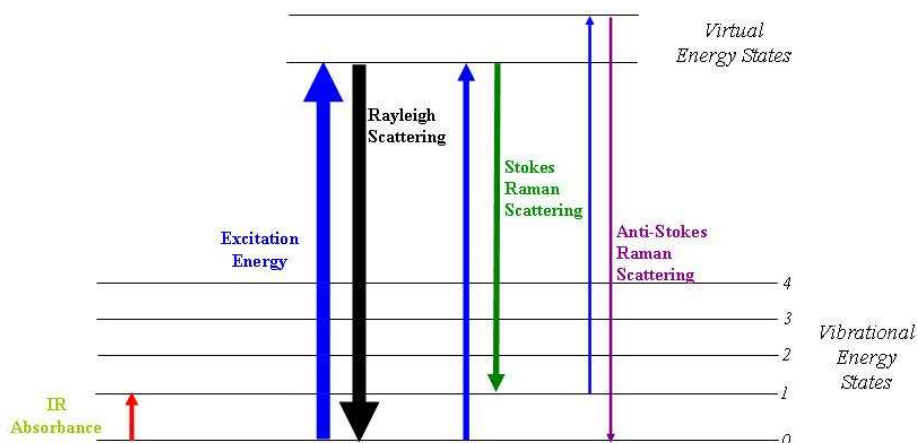 Virtual
Energy States
Rayleigh
Scattering
Stokes
Raman
Scattering
Excitation
Energy
Anti-Stokes
Raman
Scattering
4
3
2
1
0
Vibrational
Energy
States
IR
Absorbance